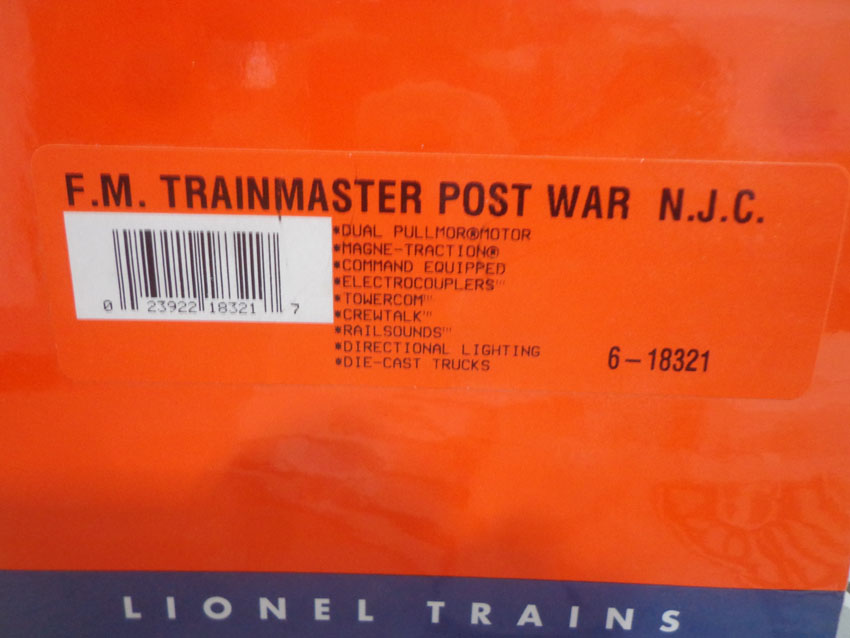 F.M. TRAINMASTER POST WAR N.J.C.
*DUAL PULLMOR®MOTOR
*MAGNE-TRACTION®
*COMMAND EQUIPPED
*ELECTROCOUPLERS™
*TOWERCOM™
*CREWTALK™
*RAILSOUNDS™
*DIRECTIONAL LIGHTING
*DIE-CAST TRUCKS
0 23922 18321 7
6-18321
LIONEL TRAINS